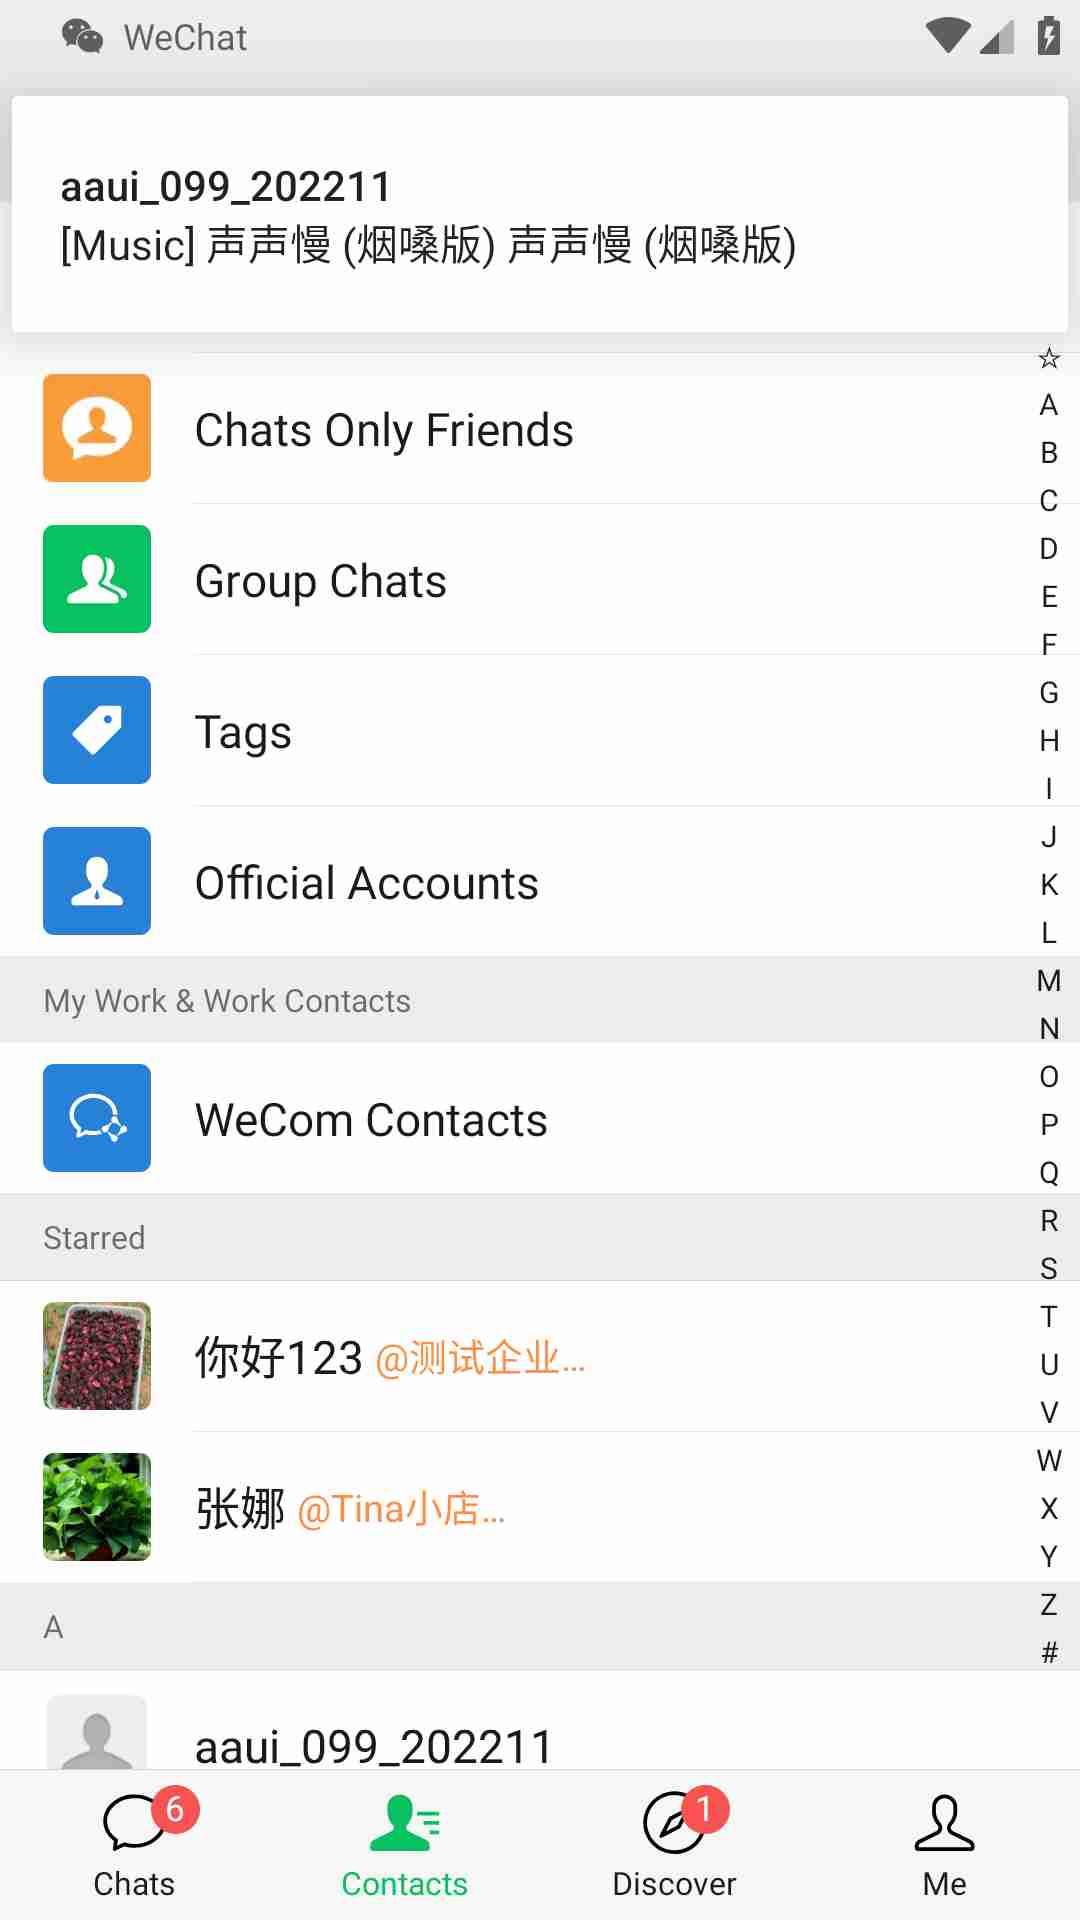 WeChat
aaui_099_202211
[Music] 声声慢 (烟嗓版) 声声慢 (烟嗓版)
Chats Only Friends
Group Chats
Tags
Official Accounts
My Work & Work Contacts
WeCom Contacts
Starred
你好123 @测试企业...
张娜 @Tina小店...
A
aaui_099_202211
☆
A
B
C
D
E
F
G
H
I
J
K
L
M
N
O
P
Q
R
S
T
U
V
W
X
Y
Z
#
6
1
Chats
Contacts
Discover
Me